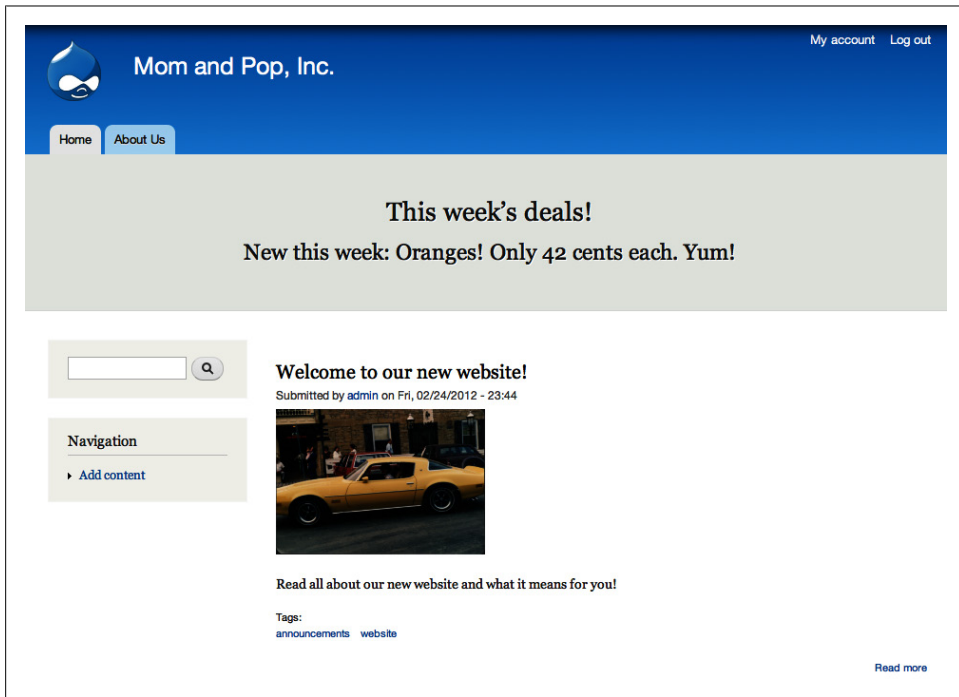 My account Log out
Mom and Pop, Inc.
Home About Us
This week's deals!
New this week: Oranges! Only 42 cents each. Yum!
Welcome to our new website!
Submitted by admin on Fri, 02/24/2012 - 23:44
Navigation
Add content
Read all about our new website and what it means for you!
Tags:
announcements website
Read more